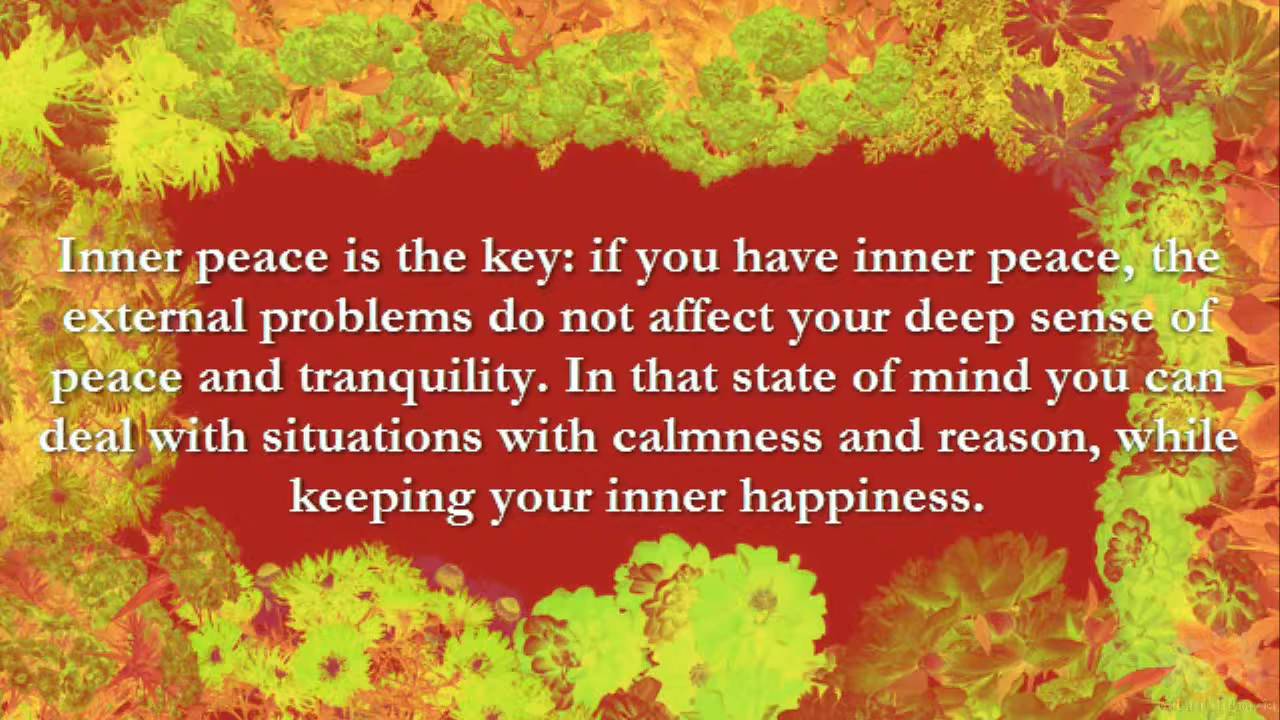 Inner peace is the key: if you have inner peace, the
external problems do not affect your deep sense of
peace and tranquility. In that state of mind you can
deal with situations with calmness and reason, while
keeping your inner happiness.